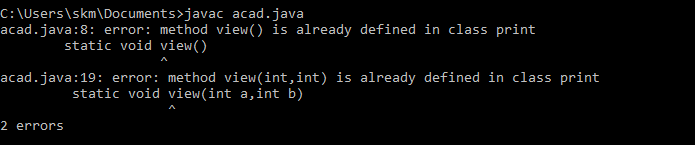 C:\Users\skm\Documents>javac acad.java
acad.java:8: error: method view() is already defined in class print
        static void view()
                    ^
acad.java:19: error: method view(int,int) is already defined in class print
         static void view(int a,int b)
                     ^
2 errors